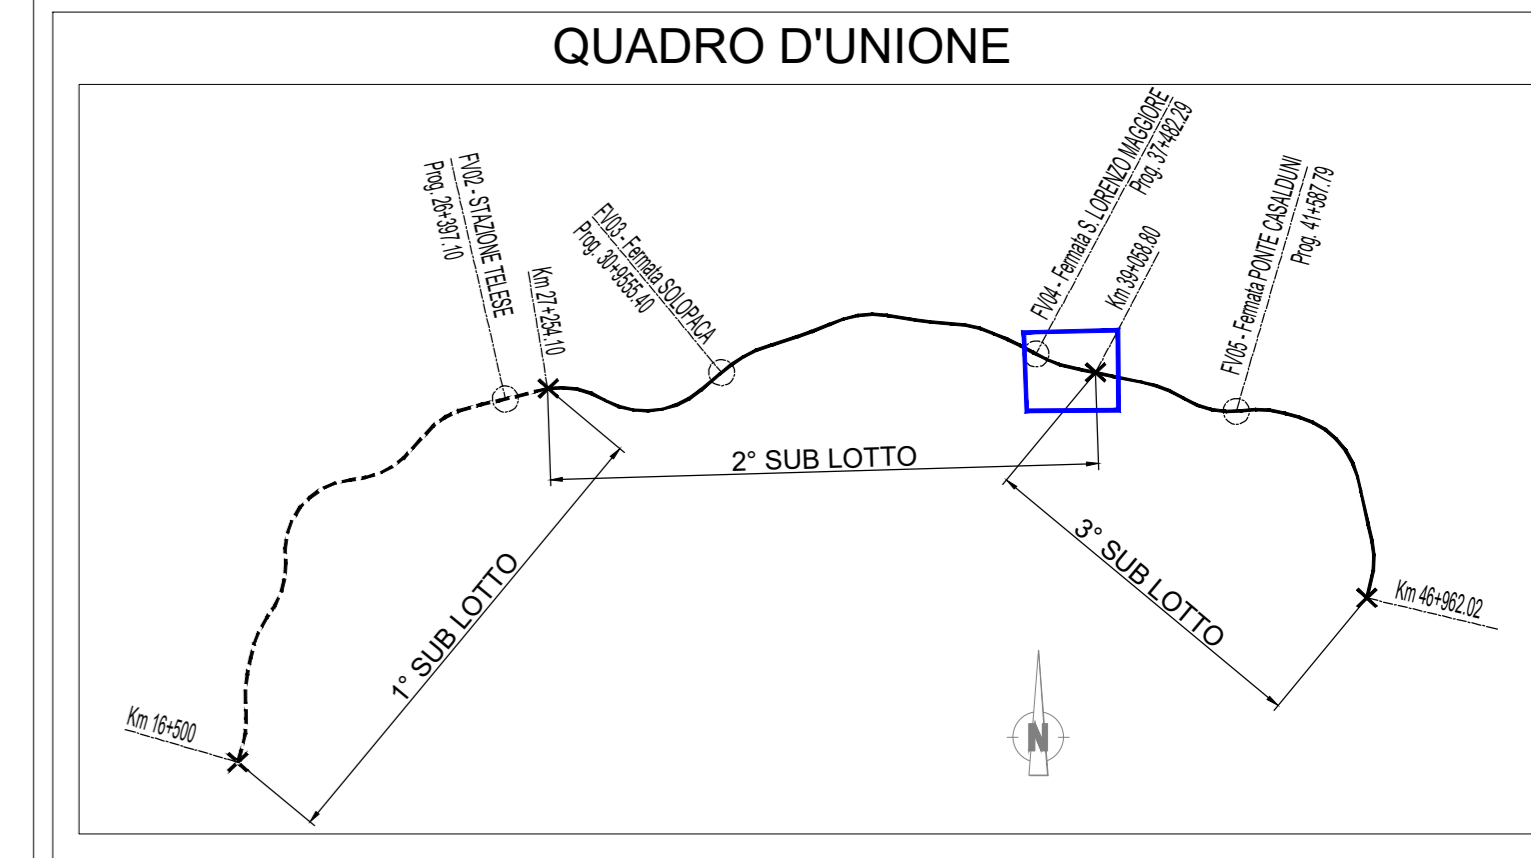 QUADRO D'UNIONE
FV02 - STAZIONE TELESE
Prog. 26+397.10
Km 27+254.10
FV03 - Fermata SOLOPACA
Prog. 30+9555.40
FV04 - Fermata S. LORENZO MAGGIORE
Prog. 37+482.29
Km 39+058.80
FV05 - Fermata PONTE CASALDUNI
Prog. 41+587.79
2° SUB LOTTO
1° SUB LOTTO
3° SUB LOTTO
Km 46+962.02
Km 16+500
N